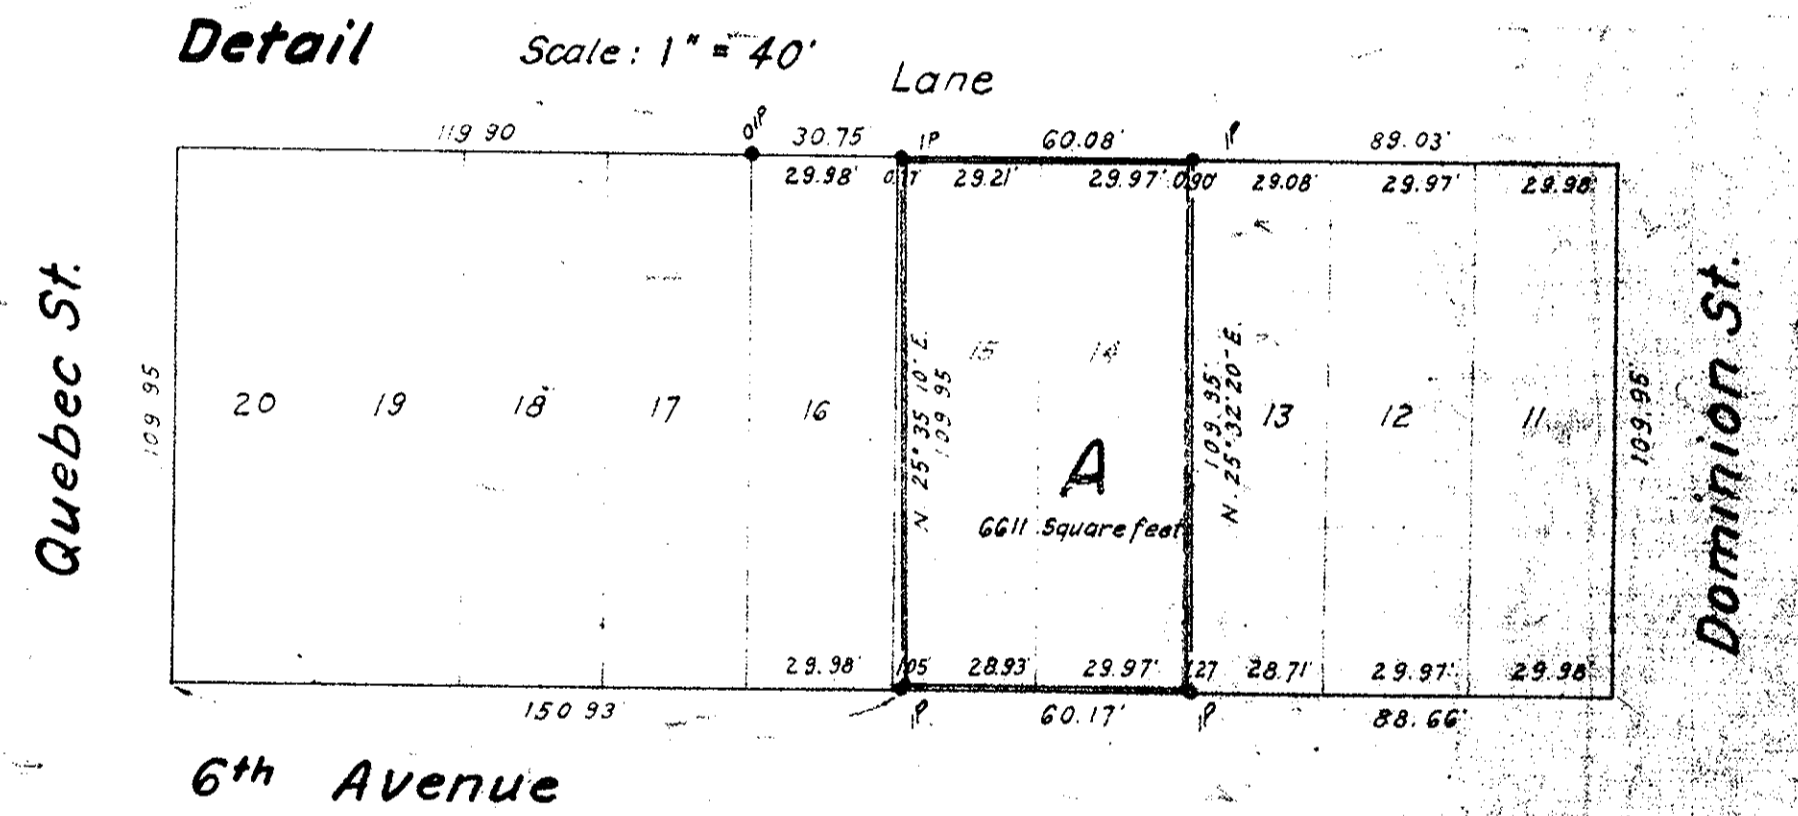 Detail
Scale: 1" = 40'
Lane
119 90
OIP
30.75
IP
60.08'
IP
89.03'
29.98'
29.21'
29.97'
0.90'
29.08'
29.97'
29.98'
Quebec St.
109 95
20
19
18
17
16
N 25° 35 10" E.
109 95
15
14
A
6611 Square feet
109.95'
N 25° 32' 20" E.
13
12
11
109.95'
Dominion St.
29.98'
1.05'
28.93'
29.97'
1.27
28.71'
29.97'
29.98'
150 93
IP.
60.17'
IP.
88.66'
6th Avenue